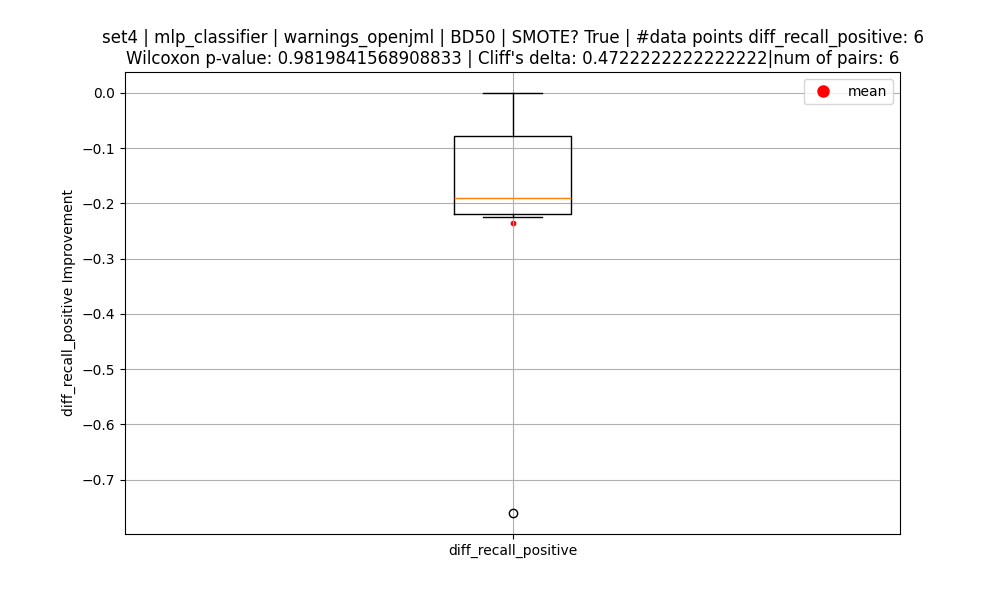 set4 | mlp_classifier | warnings_openjml | BD50 | SMOTE? True | #data points diff_recall_positive: 6
Wilcoxon p-value: 0.9819841568908833 | Cliff's delta: 0.4722222222222222|num of pairs: 6
mean
0.0
−0.1
−0.2
−0.3
−0.4
−0.5
−0.6
−0.7
diff_recall_positive Improvement
diff_recall_positive